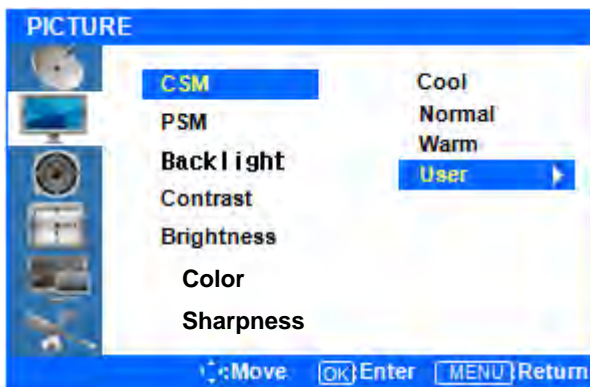 PICTURE
CSM
PSM
Backlight
Contrast
Brightness
Color
Sharpness
Cool
Normal
Warm
User
:Move OK:Enter MENU:Return